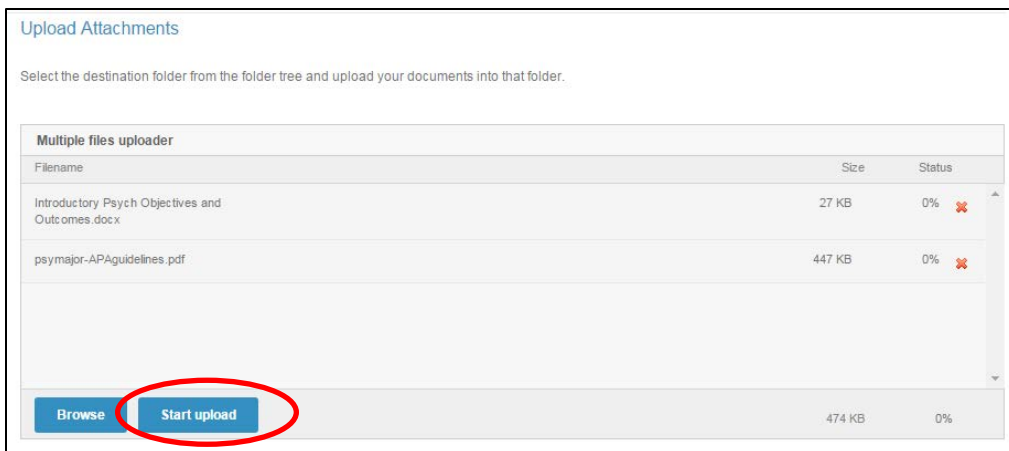 Upload Attachments
Select the destination folder from the folder tree and upload your documents into that folder.
Multiple files uploader
Filename Size Status
Introductory Psych Objectives and
Outcomes.docx
27 KB 0%
psymajor-APAguidelines.pdf 447 KB 0%
Browse Start upload 474 KB 0%